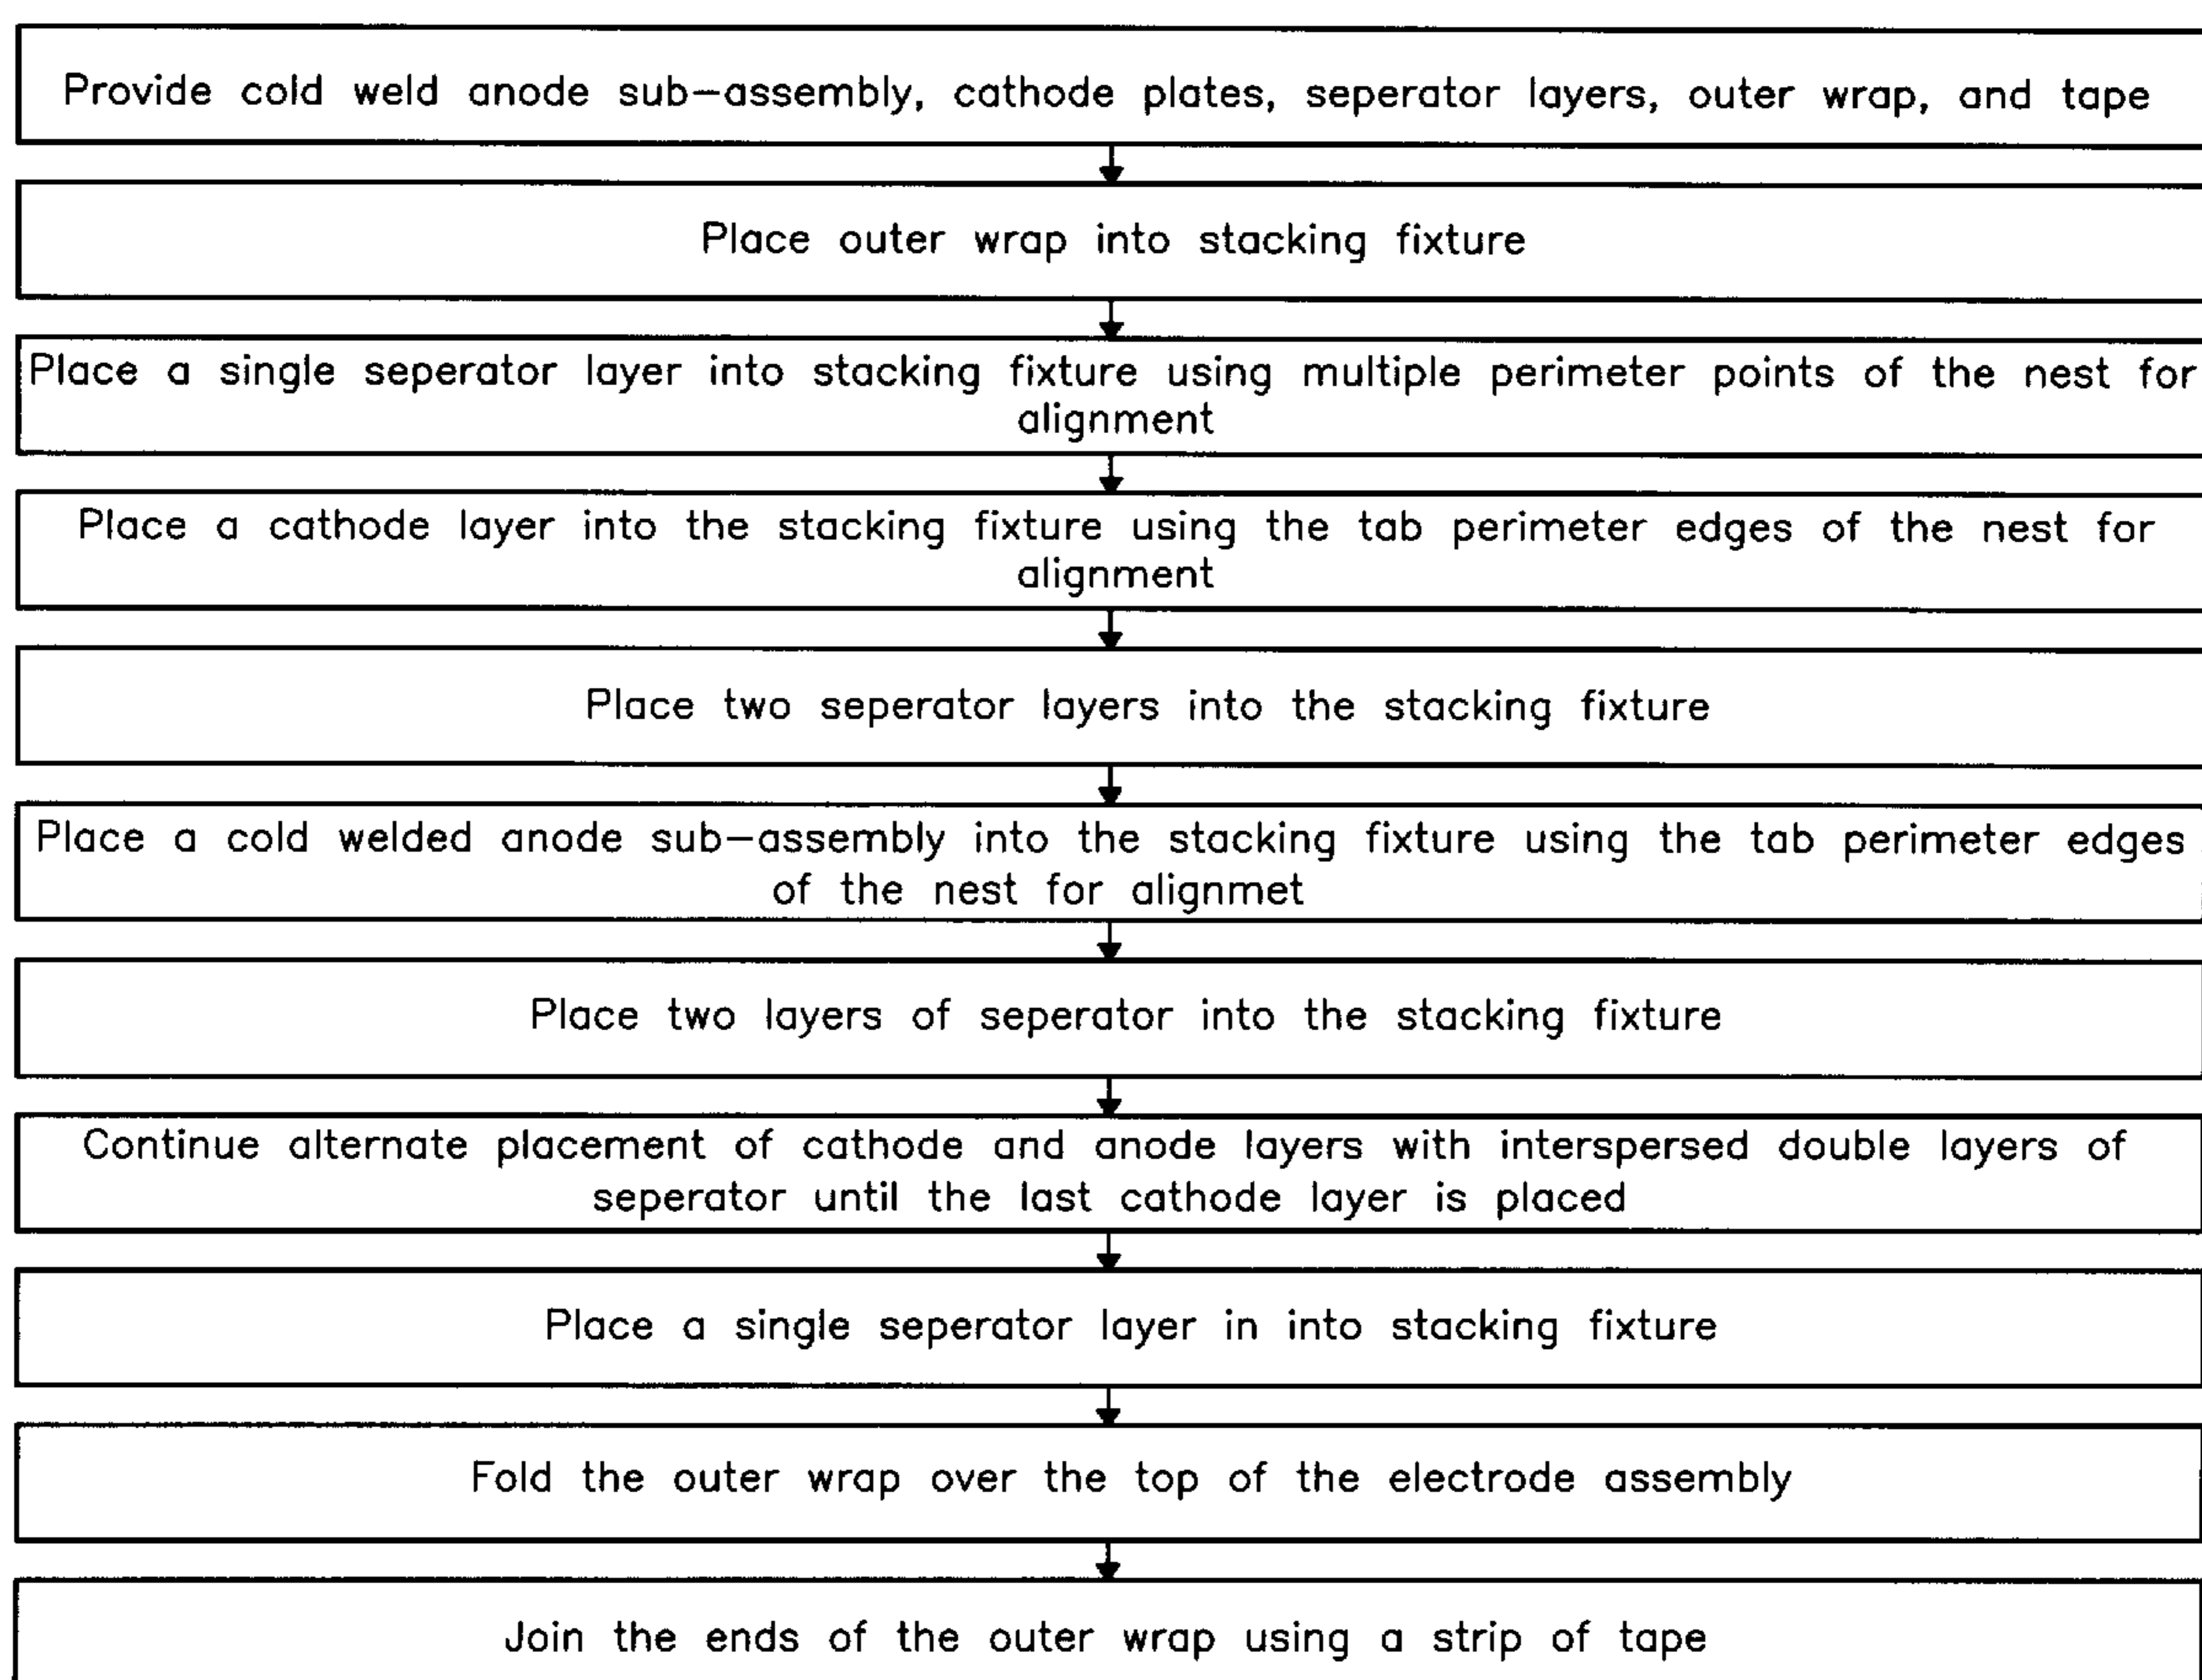 Provide cold weld anode sub-assembly, cathode plates, seperator layers, outer wrap, and tape
Place outer wrap into stacking fixture
Place a single seperator layer into stacking fixture using multiple perimeter points of the nest for
alignment
Place a cathode layer into the stacking fixture using the tab perimeter edges of the nest for
alignment
Place two seperator layers into the stacking fixture
Place a cold welded anode sub-assembly into the stacking fixture using the tab perimeter edges
of the nest for alignmet
Place two layers of seperator into the stacking fixture
Continue alternate placement of cathode and anode layers with interspersed double layers of
seperator until the last cathode layer is placed
Place a single seperator layer in into stacking fixture
Fold the outer wrap over the top of the electrode assembly
Join the ends of the outer wrap using a strip of tape